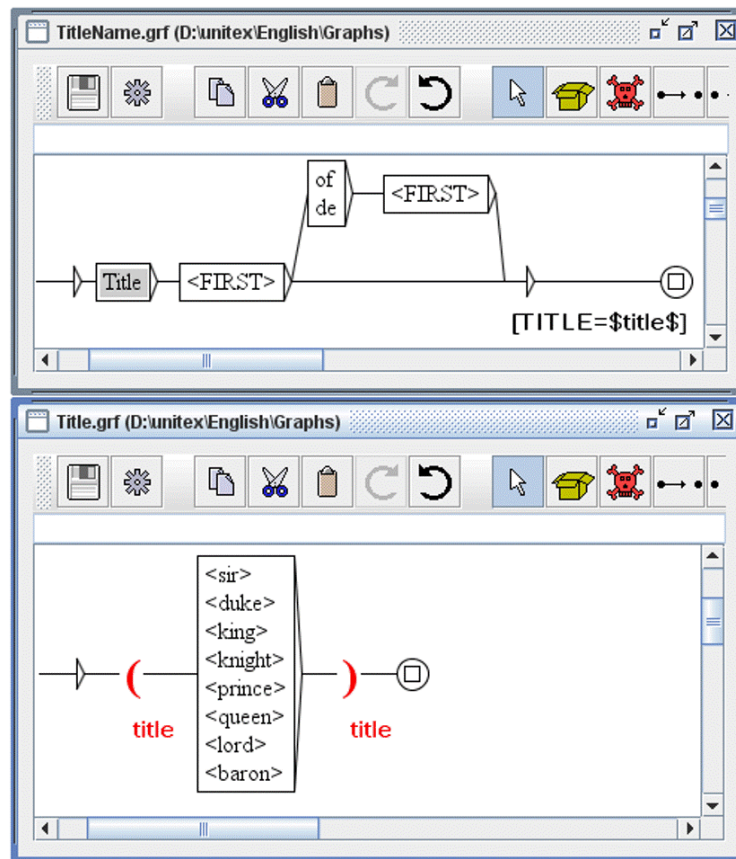 TitleName.grf (D:\unitex\English\Graphs)
of
de
<FIRST>
Title
<FIRST>
[TITLE=$title$]
Title.grf (D:\unitex\English\Graphs)
<sir>
<duke>
<king>
<knight>
<prince>
<queen>
<lord>
<baron>
( )
title title